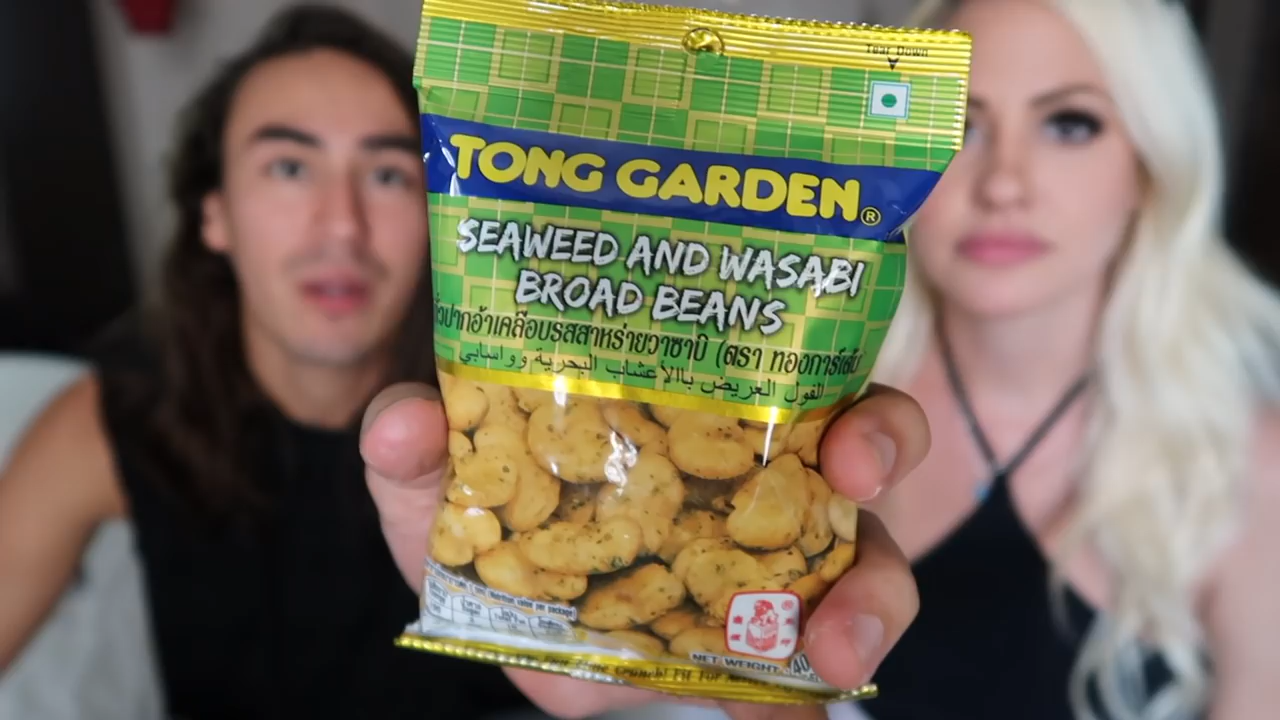 Tear Down
TONG GARDEN®
SEAWEED AND WASABI
BROAD BEANS
ถั่วปากอ้าเคลือบรสสาหร่ายวาซาบิ (ตรา ทองการ์เด้น
الفول العريض بالأعشاب البحرية وواسابي
NET WEIGHT: 40